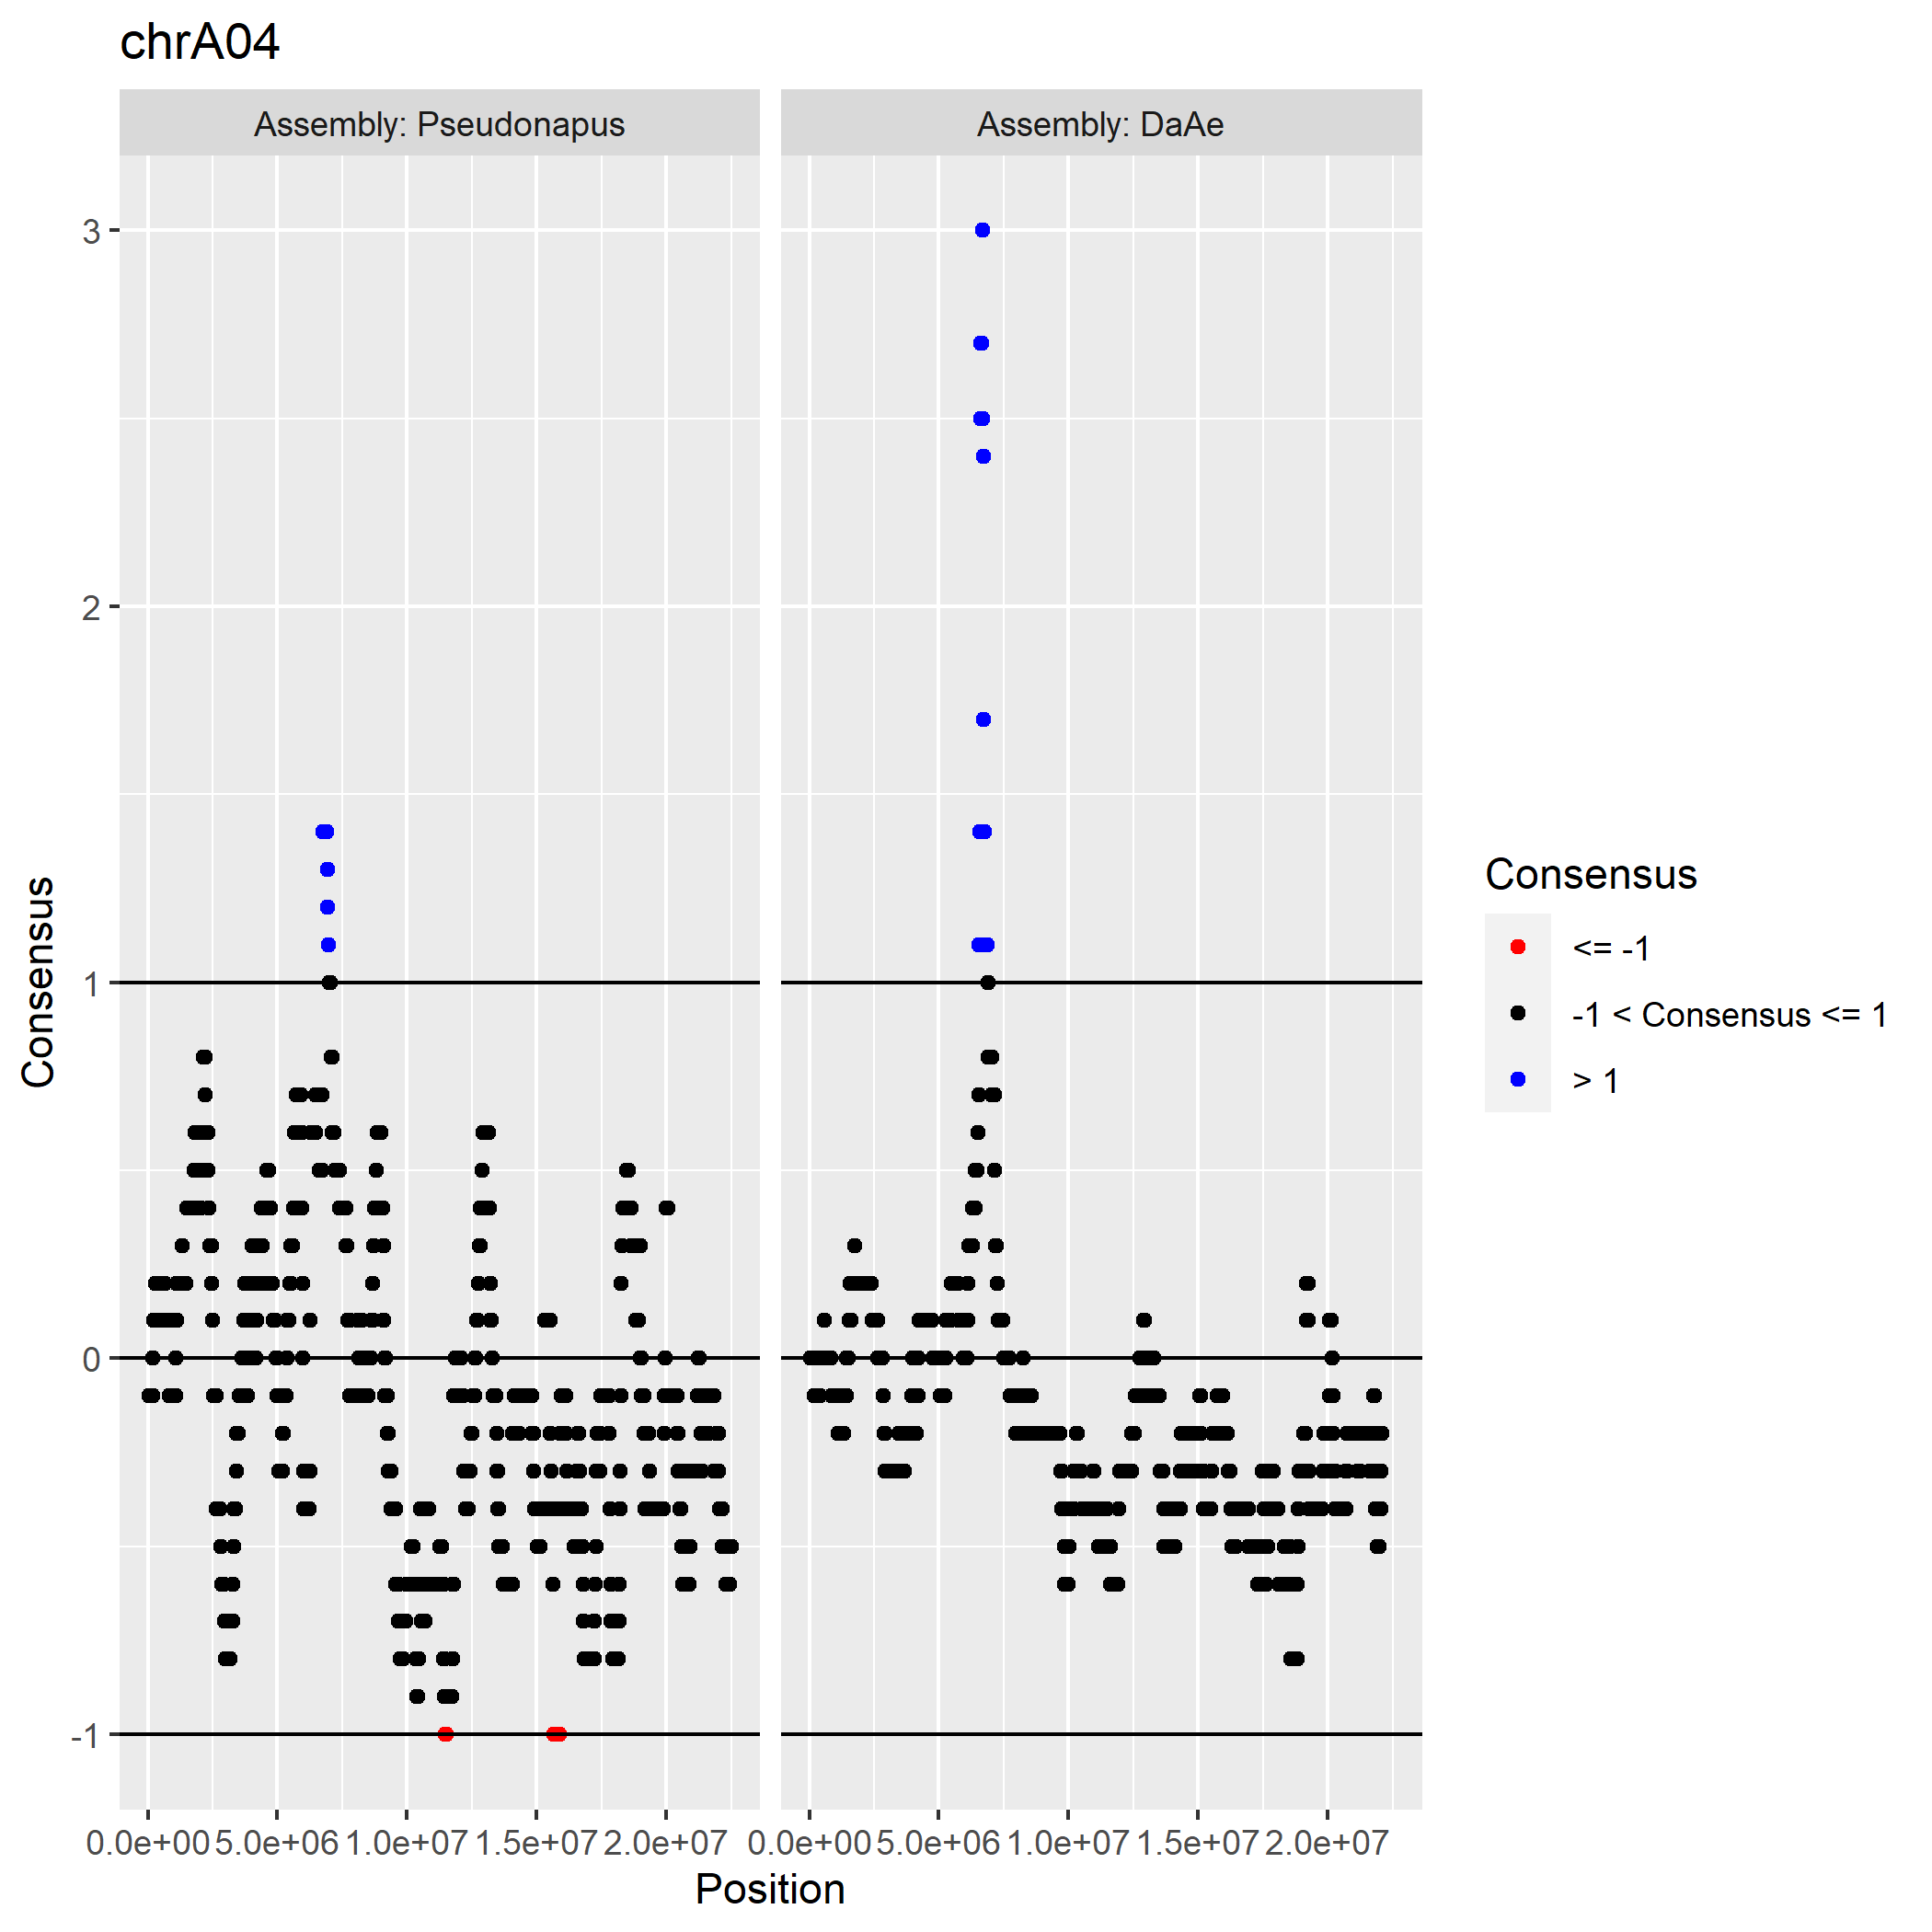 chrA04
Assembly: Pseudonapus
Assembly: DaAe
3
2
1
0
-1
Consensus
0.0e+00 5.0e+06 1.0e+07 1.5e+07 2.0e+07
0.0e+00 5.0e+06 1.0e+07 1.5e+07 2.0e+07
Position
Consensus
<= -1
-1 < Consensus <= 1
> 1